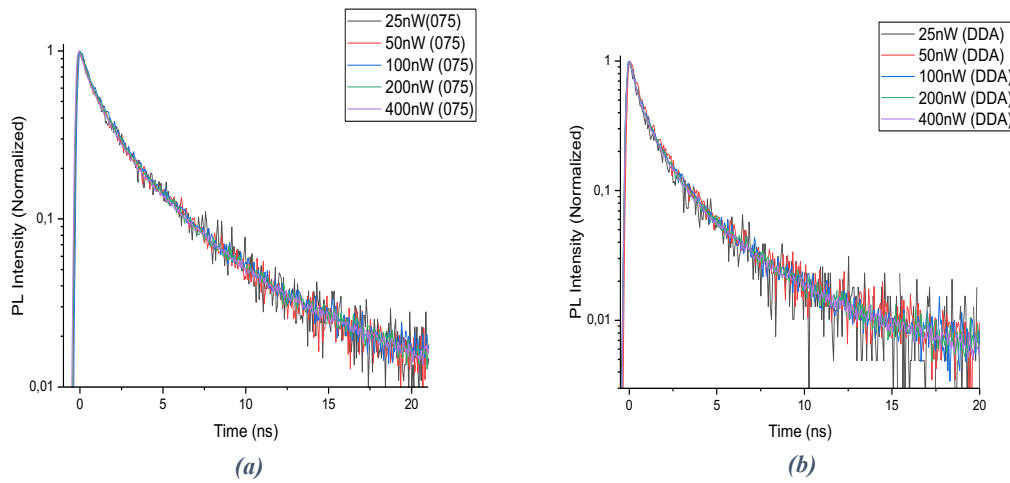 25nW(075)
50nW (075)
100nW (075)
200nW (075)
400nW (075)
1
0,1
0,01
PL Intensity (Normalized)
0
5
10
15
20
Time (ns)
(a)
25nW (DDA)
50nW (DDA)
100nW (DDA)
200nW (DDA)
400nW (DDA)
1
0,1
0,01
PL Intensity (Normalized)
0
5
10
15
20
Time (ns)
(b)